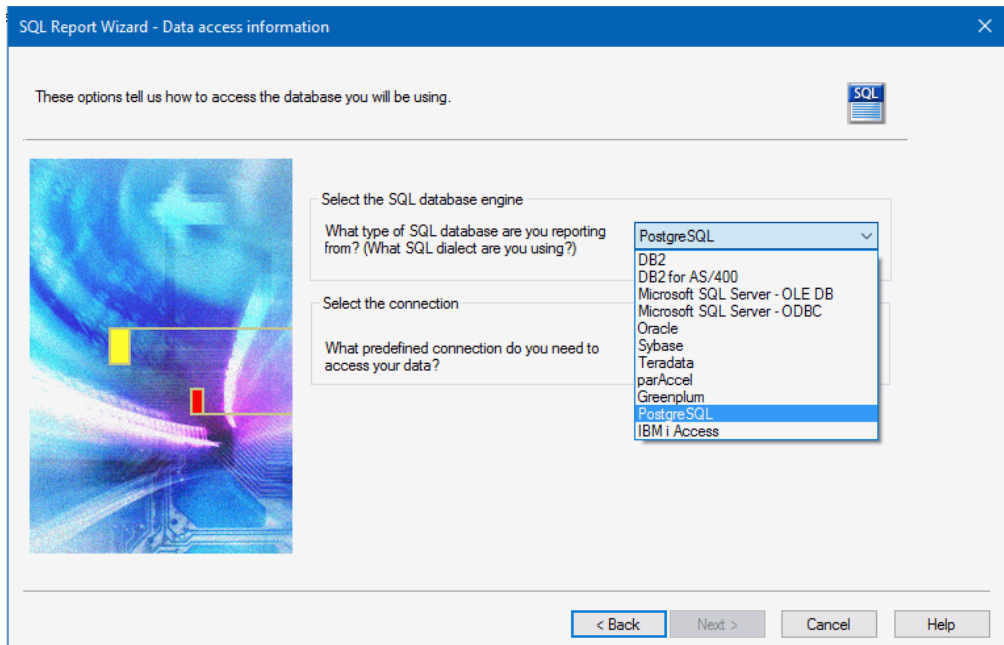 SQL Report Wizard - Data access information
These options tell us how to access the database you will be using.
SQL
Select the SQL database engine
What type of SQL database are you reporting
from? (What SQL dialect are you using?)
PostgreSQL
DB2
DB2 for AS/400
Microsoft SQL Server - OLE DB
Microsoft SQL Server - ODBC
Oracle
Sybase
Teradata
parAccel
Greenplum
PostgreSQL
IBM i Access
Select the connection
What predefined connection do you need to
access your data?
< Back
Next >
Cancel
Help